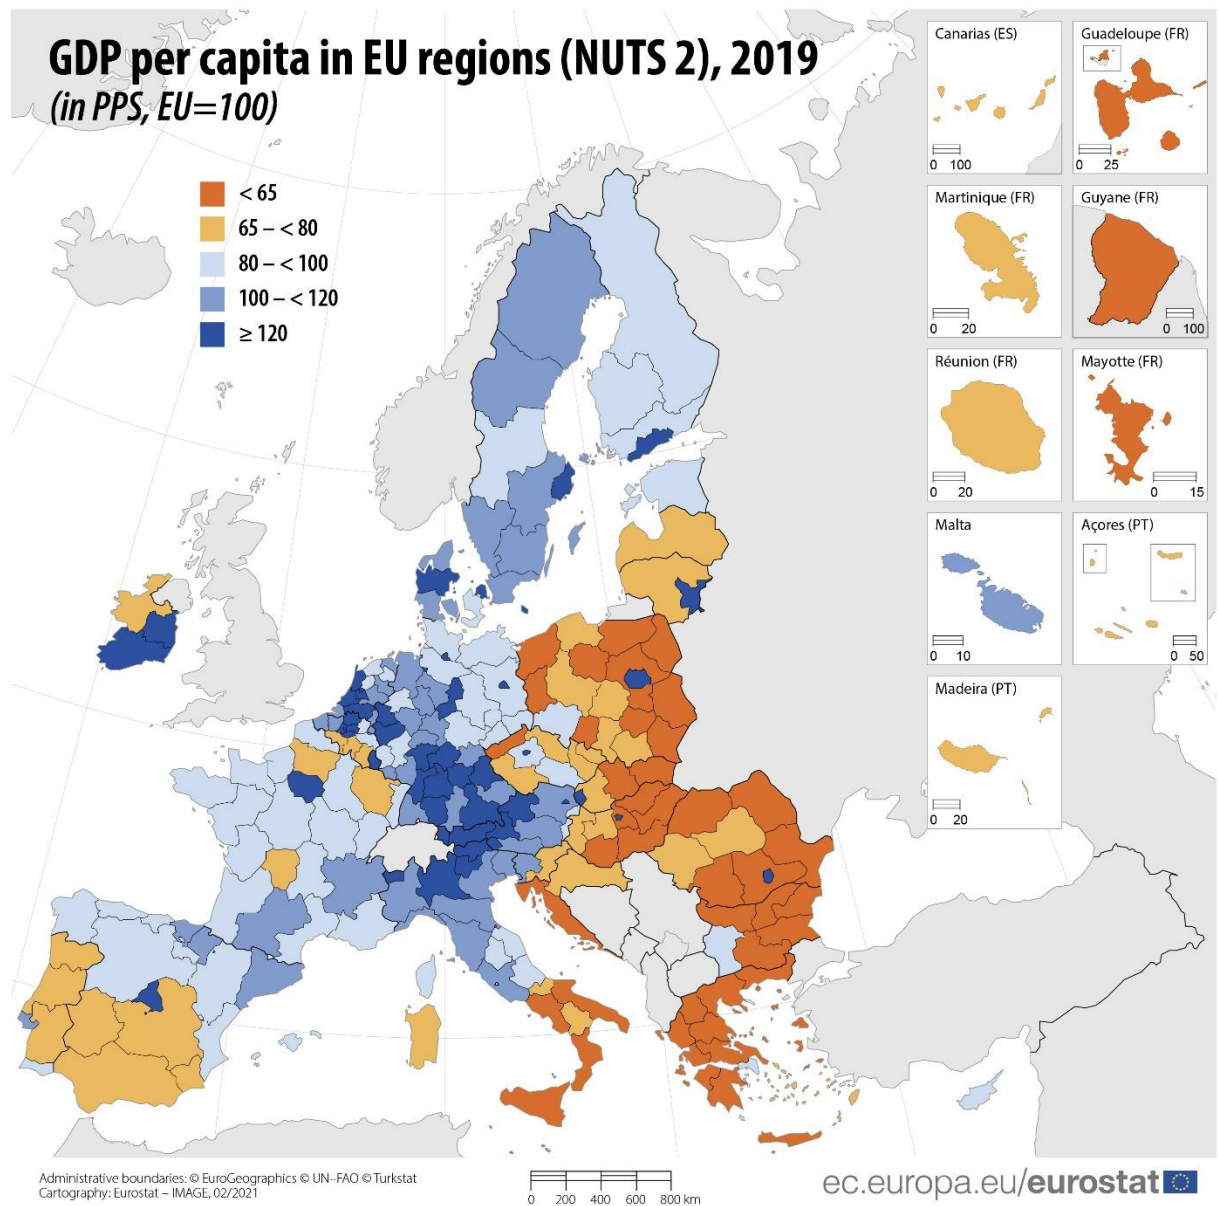 GDP per capita in EU regions (NUTS 2), 2019
(in PPS, EU=100)
< 65
65 – < 80
80 – < 100
100 – < 120
≥ 120
Canarias (ES)
0 100
Guadeloupe (FR)
0 25
Martinique (FR)
0 20
Guyane (FR)
0 100
Réunion (FR)
0 20
Mayotte (FR)
0 15
Malta
0 10
Açores (PT)
0 50
Madeira (PT)
0 20
Administrative boundaries: © EuroGeographics © UN–FAO © Turkstat
Cartography: Eurostat – IMAGE, 02/2021
0 200 400 600 800 km
ec.europa.eu/eurostat